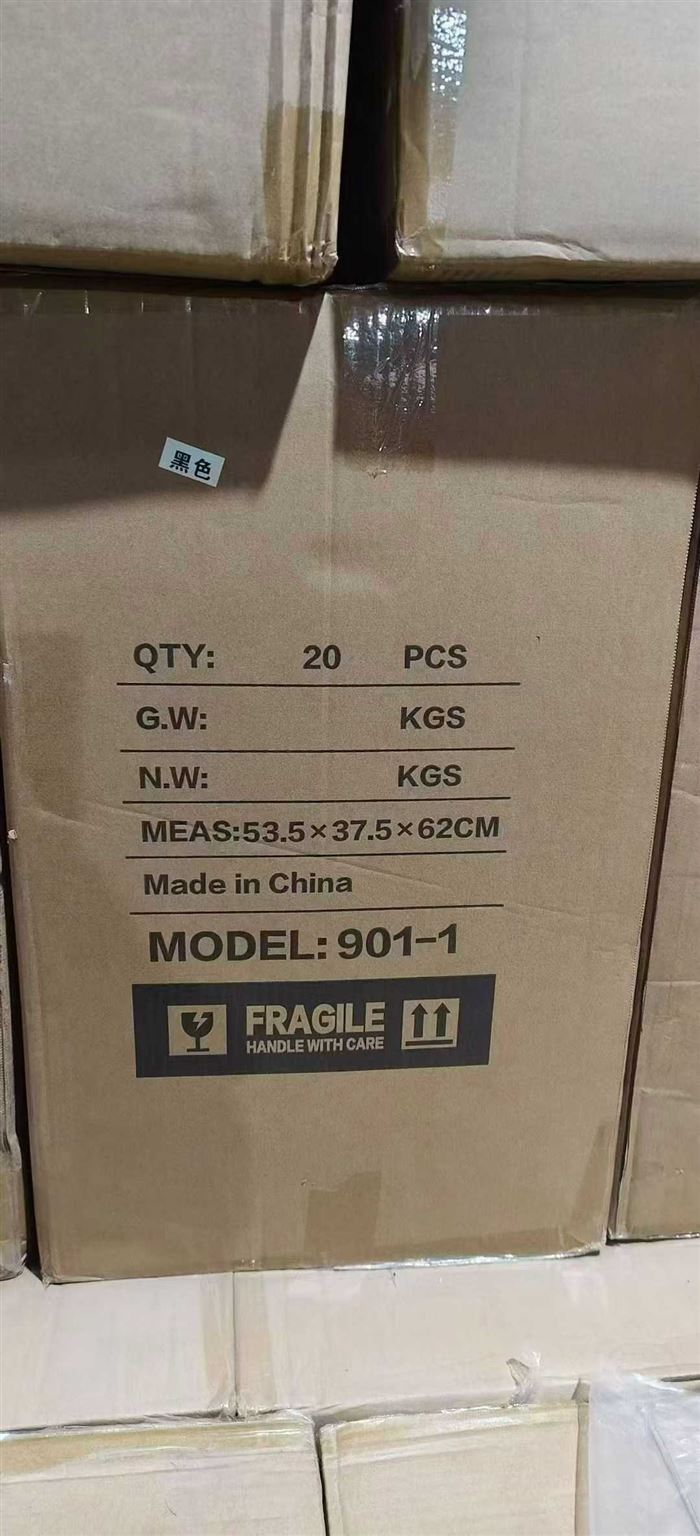 黑色
QTY: 20 PCS
G.W: KGS
N.W: KGS
MEAS:53.5×37.5×62CM
Made in China
MODEL: 901-1
FRAGILE
HANDLE WITH CARE